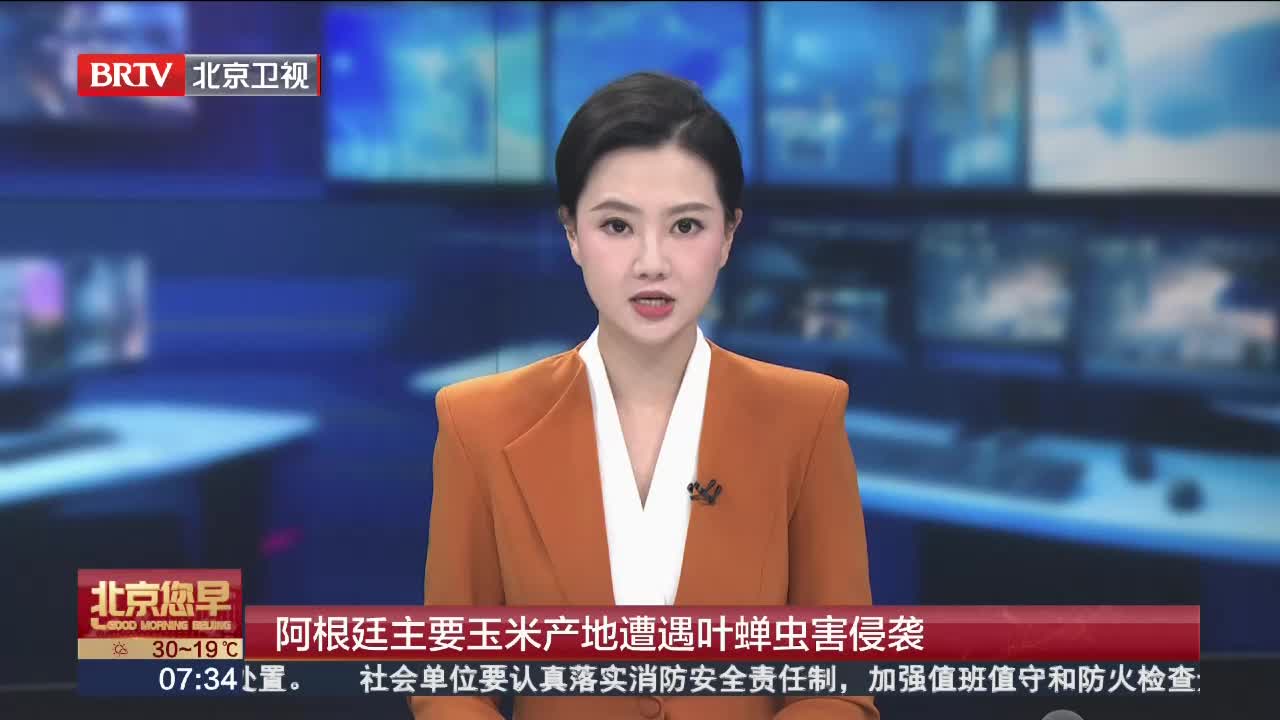 BRTV 北京卫视
北京您早
GOOD MORNING BEIJING
阿根廷主要玉米产地遭遇叶蝉虫害侵袭
30~19℃
07:34 处置。 社会单位要认真落实消防安全责任制，加强值班值守和防火检查